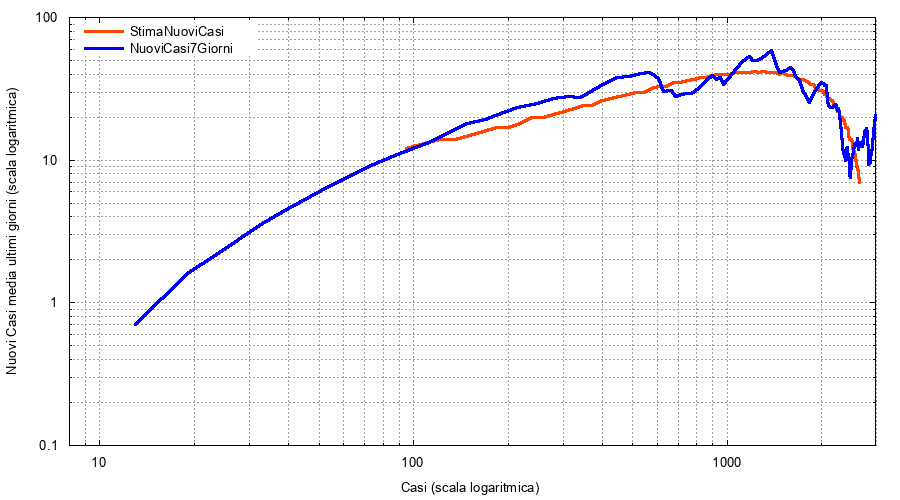 100
10
1
0.1
10
100
1000
StimaNuoviCasi
NuoviCasi7Giorni
Nuovi Casi media ultimi giorni (scala logaritmica)
Casi (scala logaritmica)